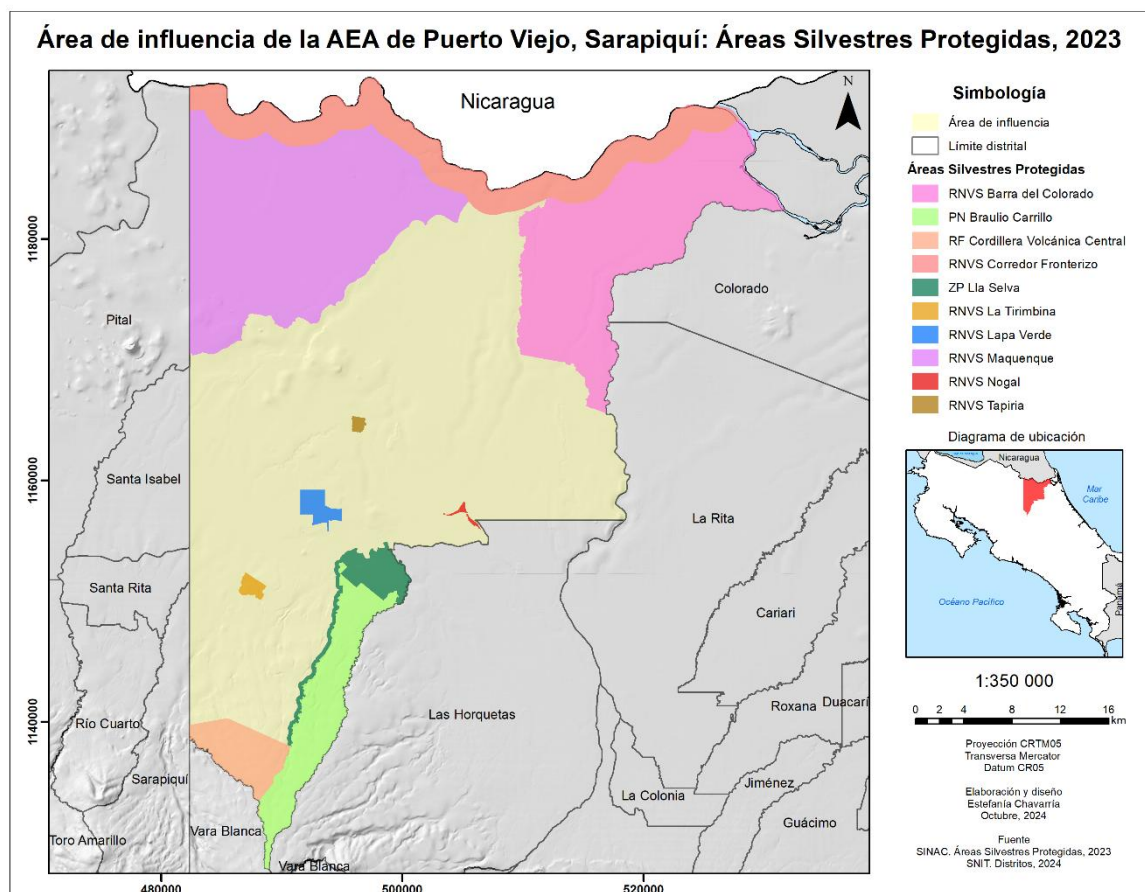 Área de influencia de la AEA de Puerto Viejo, Sarapiquí: Áreas Silvestres Protegidas, 2023
Nicaragua
N
Colorado
Pital
Santa Isabel
La Rita
Santa Rita
Cariari
Río Cuarto
Las Horquetas
Roxana
Duacarí
Sarapiquí
La Colonia
Jiménez
Toro Amarillo
Vara Blanca
Guácimo
Vara Blanca
1180000
1160000
1140000
480000
500000
520000
Simbología
Área de influencia
Límite distrital
Áreas Silvestres Protegidas
RNVS Barra del Colorado
PN Braulio Carrillo
RF Cordillera Volcánica Central
RNVS Corredor Fronterizo
ZP Lla Selva
RNVS La Tirimbina
RNVS Lapa Verde
RNVS Maquenque
RNVS Nogal
RNVS Tapiria
Diagrama de ubicación
Nicaragua
Mar
Caribe
Océano Pacífico
Panamá
1:350 000
0 2 4 8 12 16
km
Proyección CRTM05
Transversa Mercator
Datum CR05
Elaboración y diseño
Estefanía Chavarría
Octubre, 2024
Fuente
SINAC. Áreas Silvestres Protegidas, 2023
SNIT. Distritos, 2024